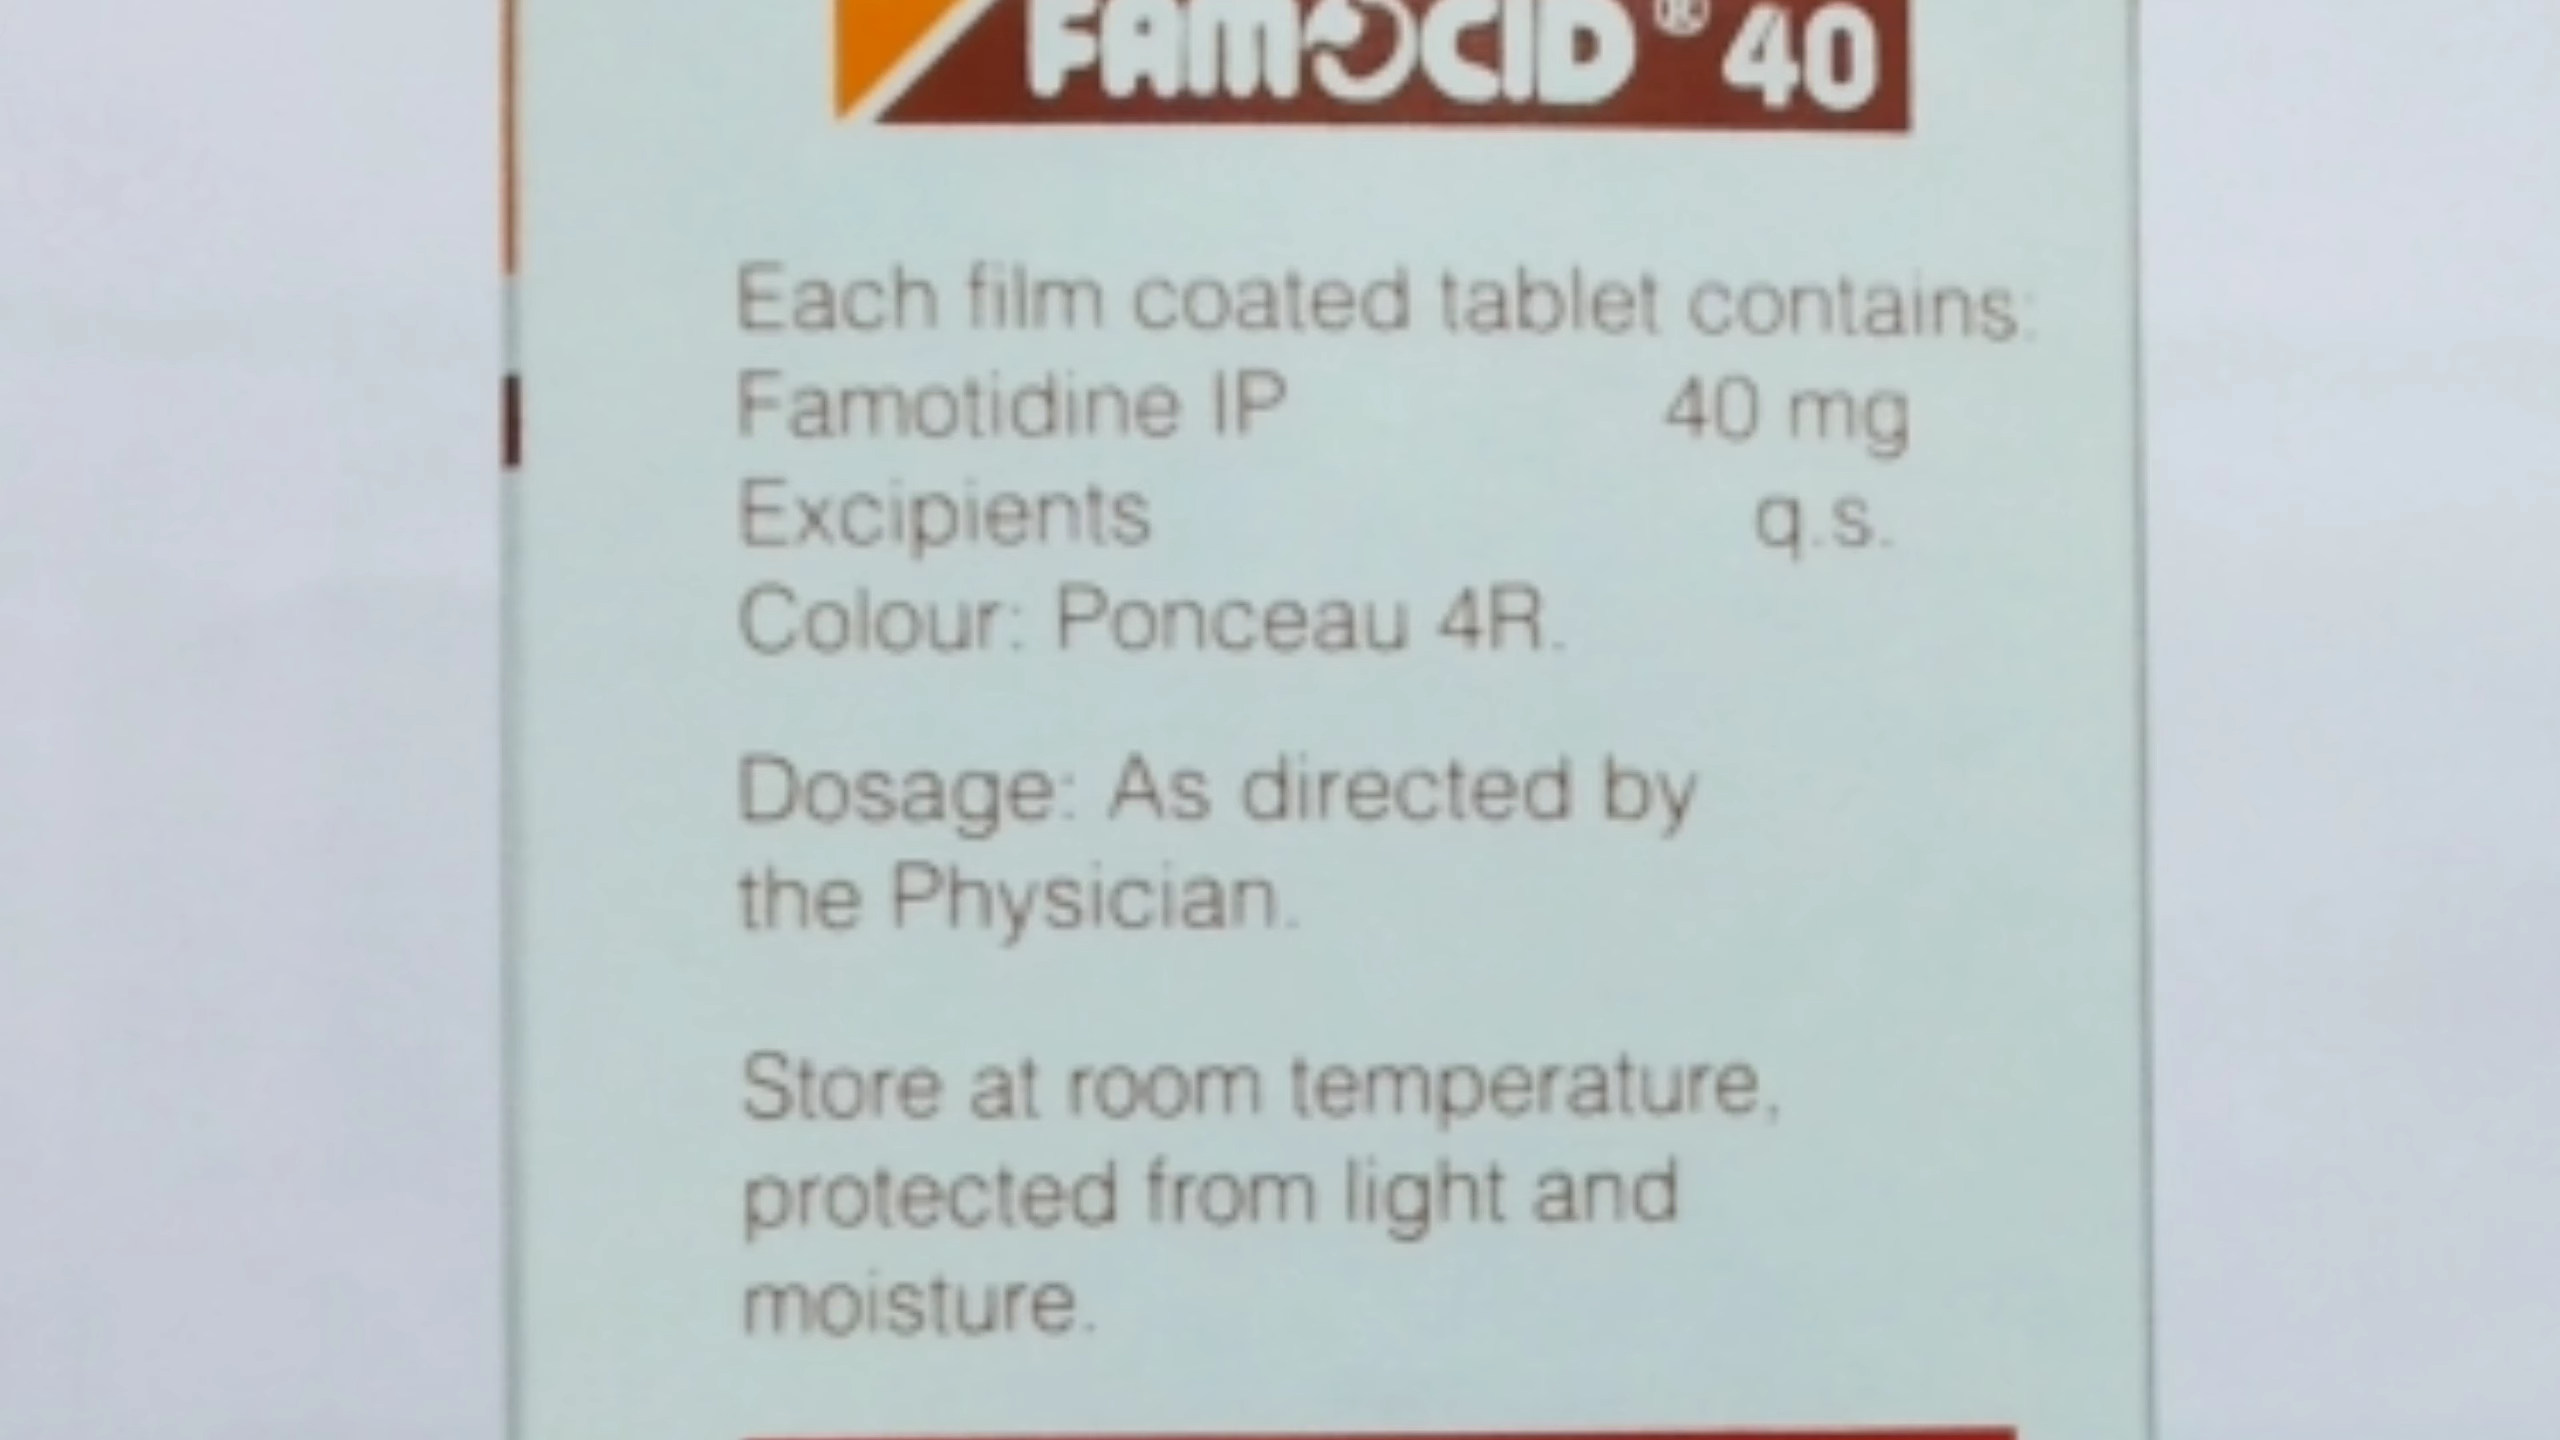 FAMOCID® 40
Each film coated tablet contains:
Famotidine IP 40 mg
Excipients q.s.
Colour: Ponceau 4R.
Dosage: As directed by
the Physician.
Store at room temperature,
protected from light and
moisture.